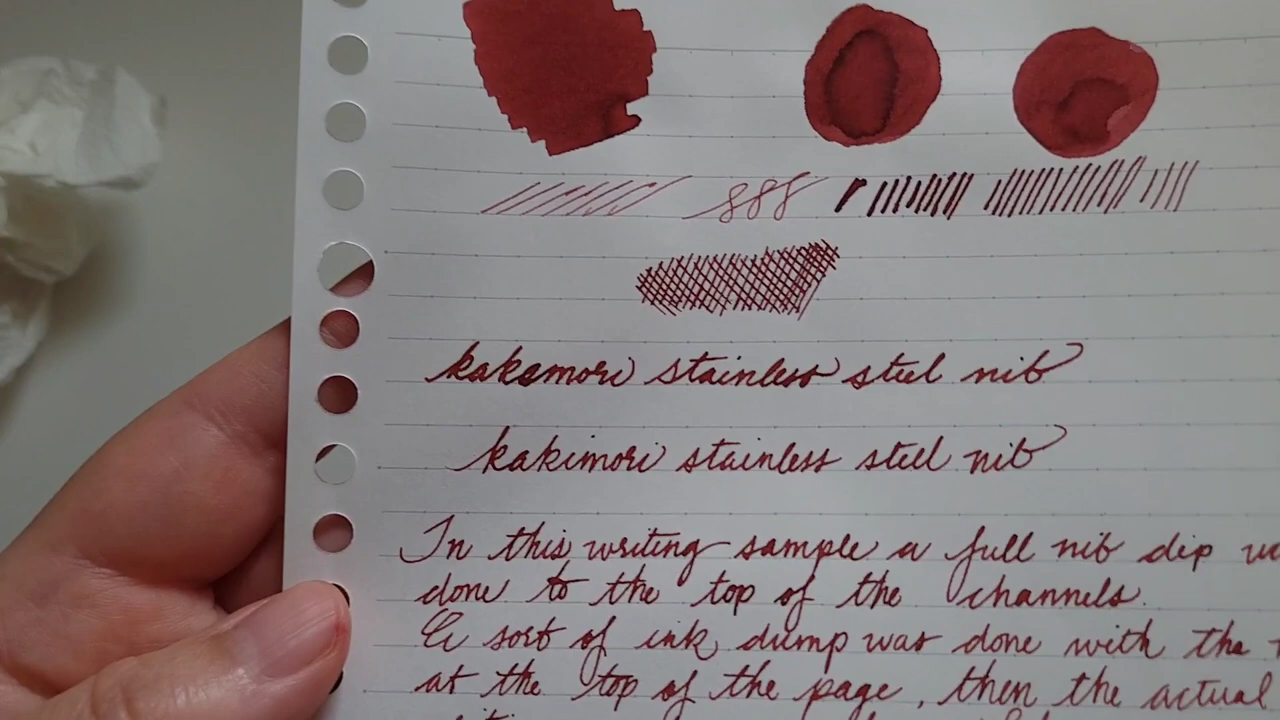 888
kakemori stainless steel nib
kakimori stainless steel nib
In this writing sample a full nib dip
done to the top of the channels.
A sort of ink dump was done with the
at the top of the page, then the actual